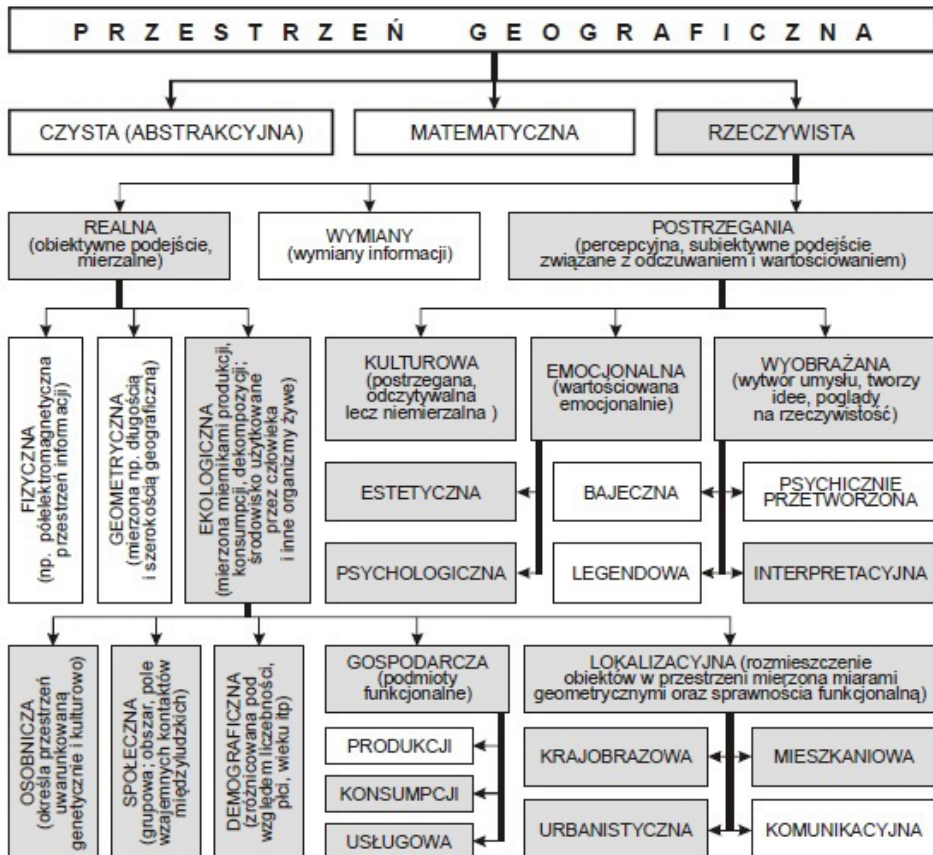 PRZESTRZEŃ GEOGRAFICZNA
CZYSTA (ABSTRAKCYJNA)
MATEMATYCZNA
RZECZYWISTA
REALNA
(obiektywne podejście,
mierzalne)
WYMIANY
(wymiany informacji)
POSTRZEGANIA
(percepcyjna, subiektywne podejście
związane z odczuwaniem i wartościowaniem)
FIZYCZNA
(np. półelektromagnetyczna
przestrzeń informacji)
GEOMETRYCZNA
(mierzona np. długością
i szerokością geograficzną)
EKOLOGICZNA
(mierzona miernikami produkcji,
konsumpcji, dekompozycji;
środowisko użytkowane
przez człowieka
i inne organizmy żywe)
KULTUROWA
(postrzegana,
odczytywalna
lecz niemierzalna )
EMOCJONALNA
(wartościowana
emocjonalnie)
WYOBRAŻANA
(wytwór umysłu, tworzy
idee, poglądy
na rzeczywistość)
ESTETYCZNA
BAJECZNA
PSYCHICZNIE
PRZETWORZONA
PSYCHOLOGICZNA
LEGENDOWA
INTERPRETACYJNA
OSOBNICZA
(określa przestrzeń
uwarunkowaną
genetycznie i kulturowo)
SPOŁECZNA
(grupowa; obszar, pole
wzajemnych kontaktów
międzyludzkich)
DEMOGRAFICZNA
(zróżnicowana pod
względem liczebności,
płci, wieku itp)
GOSPODARCZA
(podmioty
funkcjonalne)
PRODUKCJI
KONSUMPCJI
USŁUGOWA
LOKALIZACYJNA (rozmieszczenie
obiektów w przestrzeni mierzona miarami
geometrycznymi oraz sprawnościa funkcjonalną)
KRAJOBRAZOWA
MIESZKANIOWA
URBANISTYCZNA
KOMUNIKACYJNA